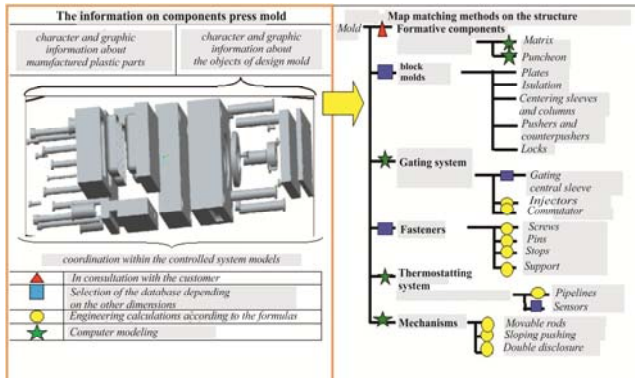 The information on components press mold
character and graphic
information about
manufactured plastic parts
character and graphic
information about
the objects of design mold
coordination within the controlled system models
In consultation with the customer
Selection of the database depending
on the other dimensions
Engineering calculations according to the formulas
Computer modeling
Map matching methods on the structure
Mold
Formative components
Matrix
Puncheon
block
molds
Plates
Isulation
Centering sleeves
and columns
Pushers and
counterpushers
Locks
Gating system
Gating
central sleeve
Injectors
Commutator
Fasteners
Screws
Pins
Stops
Support
Thermostatting
system
Pipelines
Sensors
Mechanisms
Movable rods
Sloping pushing
Double disclosure